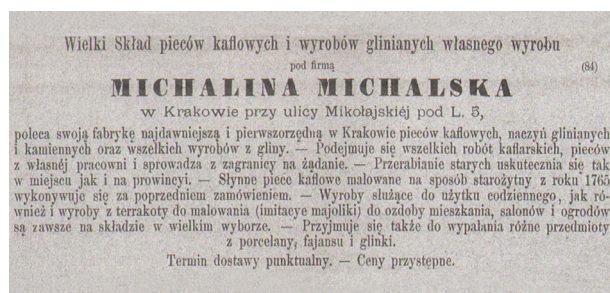 Wielki Skład pieców kaflowych i wyrobów glinianych własnego wyrobu
pod firmą (84)
MICHALINA MICHALSKA
w Krakowie przy ulicy Mikołajskiéj pod L. 5,
poleca swoją fabrykę najdawniejszą i pierwszorzędną w Krakowie pieców kaflowych, naczyń glinianych
i kamiennych oraz wszelkich wyrobów z gliny. — Podejmuje się wszelkich robót kaflarskich, pieców
z własnéj pracowni i sprowadza z zagranicy na żądanie. — Przerabianie starych uskutecznia się tak
w miejscu jak i na prowincyi. — Słynne piece kaflowe malowane na sposób starożytny z roku 1765
wykonywuje się za poprzedniem zamówieniem. — Wyroby służące do użytku codziennego, jak ró-
wnież i wyroby z terrakoty do malowania (imitacye majoliki) do ozdoby mieszkania, salonów i ogrodów
są zawsze na składzie w wielkim wyborze. — Przyjmuje się także do wypalania różne przedmioty
z porcelany, fajansu i glinki.
Termin dostawy punktualny. — Ceny przystępne.